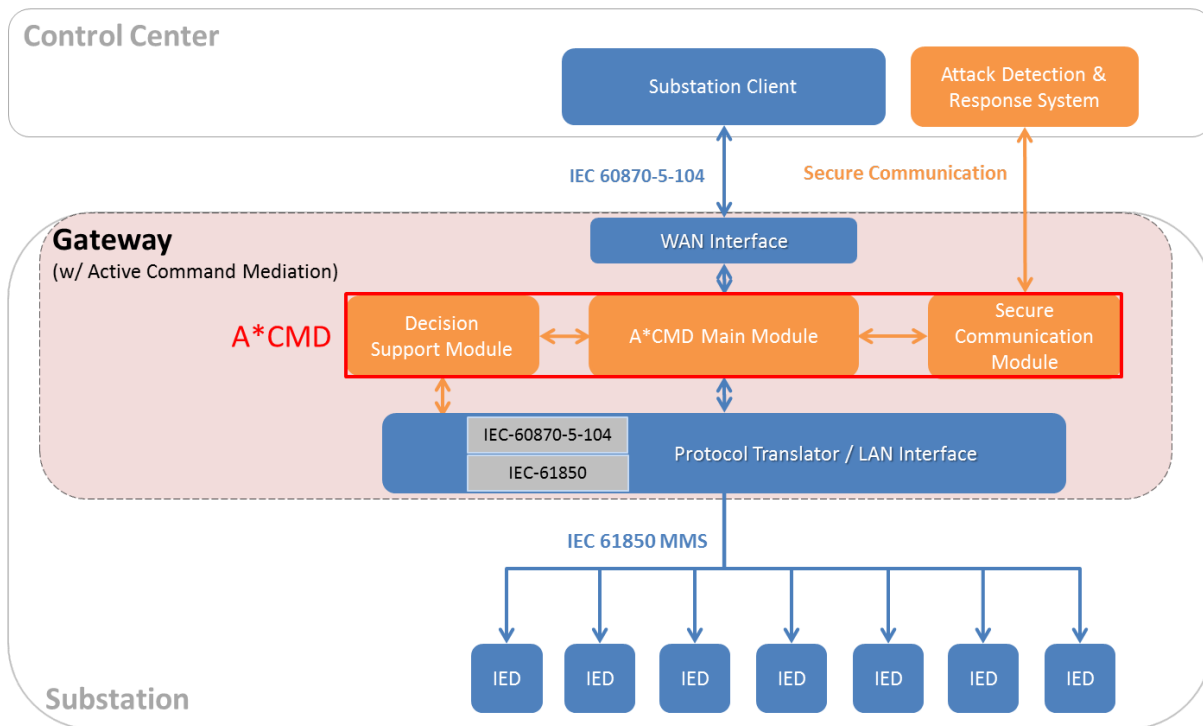 Control Center
Substation Client
Attack Detection &
Response System
IEC 60870-5-104
Secure Communication
Gateway
(w/ Active Command Mediation)
WAN Interface
A*CMD
Decision
Support Module
A*CMD Main Module
Secure
Communication
Module
IEC-60870-5-104
IEC-61850
Protocol Translator / LAN Interface
IEC 61850 MMS
IED
IED
IED
IED
IED
IED
IED
Substation